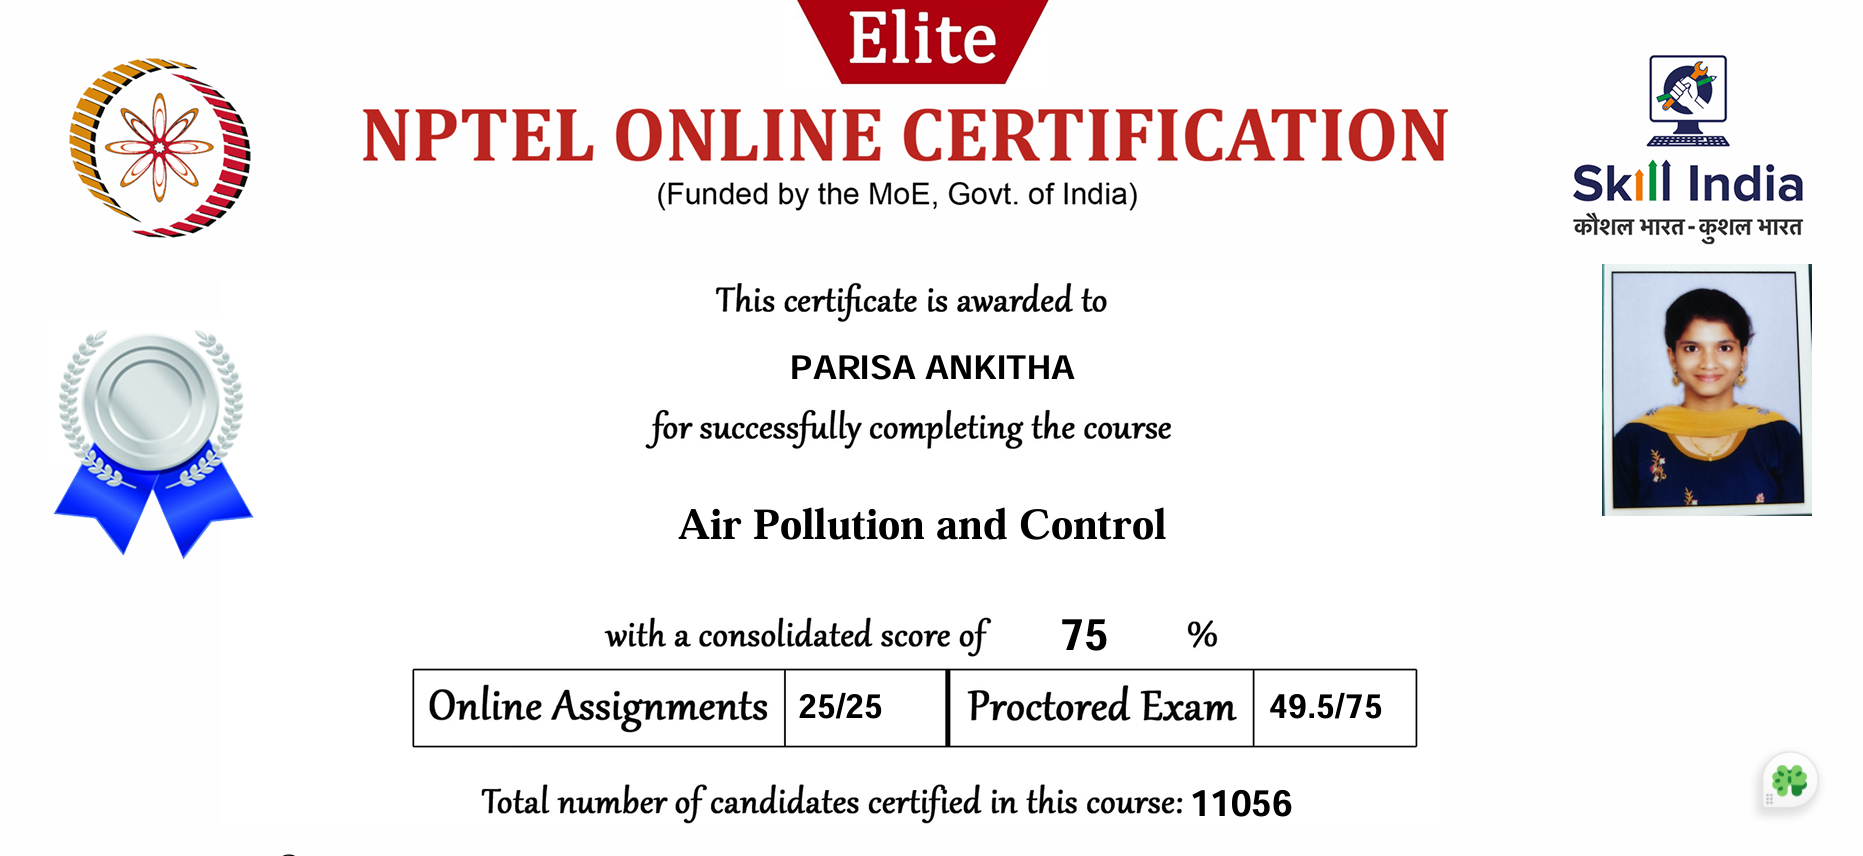 Elite
NPTEL ONLINE CERTIFICATION
(Funded by the MoE, Govt. of India)
Skill India
कौशल भारत - कुशल भारत
This certificate is awarded to
PARISA ANKITHA
for successfully completing the course
Air Pollution and Control
with a consolidated score of 75 %
Online Assignments 25/25 Proctored Exam 49.5/75
Total number of candidates certified in this course: 11056